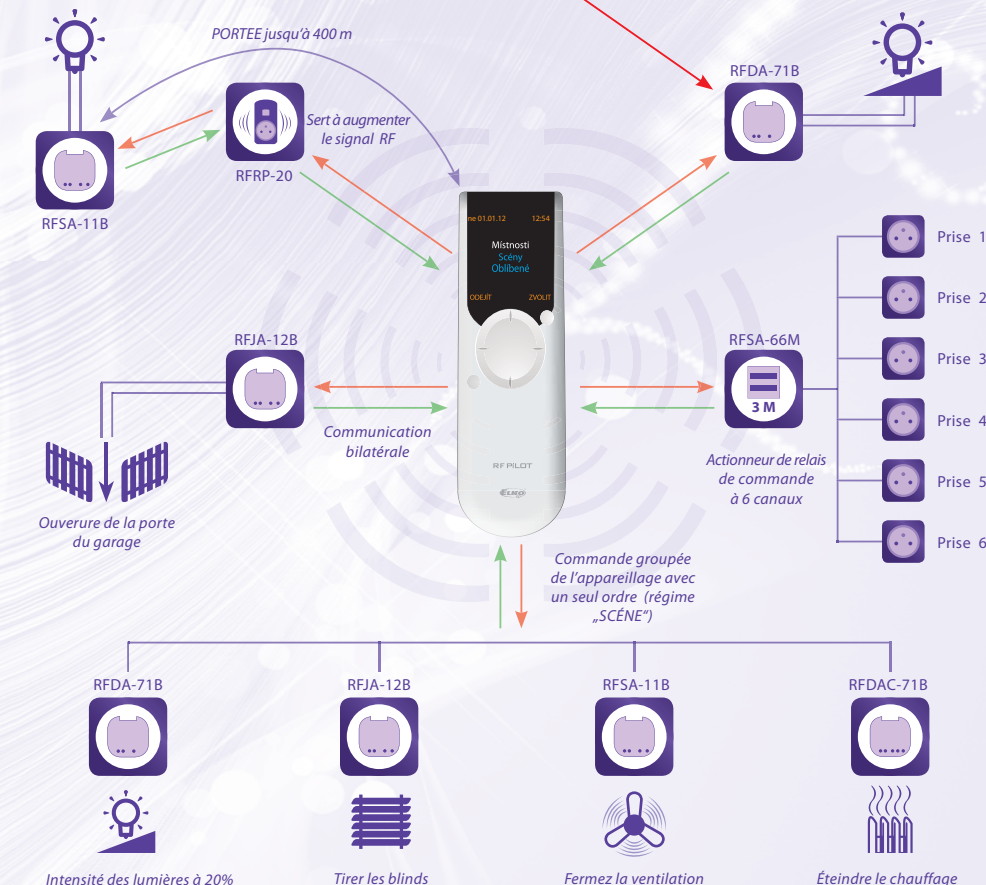 PORTEE jusqu'à 400 m
RFDA-71B
Sert à augmenter
le signal RF
RFRP-20
RFSA-11B
ne 01.01.12 12:54
Místnosti
Scény
Oblíbené
ODEJÍT ZVOLIT
Prise 1
Prise 2
Prise 3
Prise 4
Prise 5
Prise 6
RFJA-12B
RFSA-66M
3 M
Communication
bilatérale
Actionneur de relais
de commande
à 6 canaux
RF PILOT
ELKO
Ouverure de la porte
du garage
Commande groupée
de l'appareillage avec
un seul ordre (régime
„SCÉNE“)
RFDA-71B
RFJA-12B
RFSA-11B
RFDAC-71B
Intensité des lumières à 20%
Tirer les blinds
Fermez la ventilation
Éteindre le chauffage